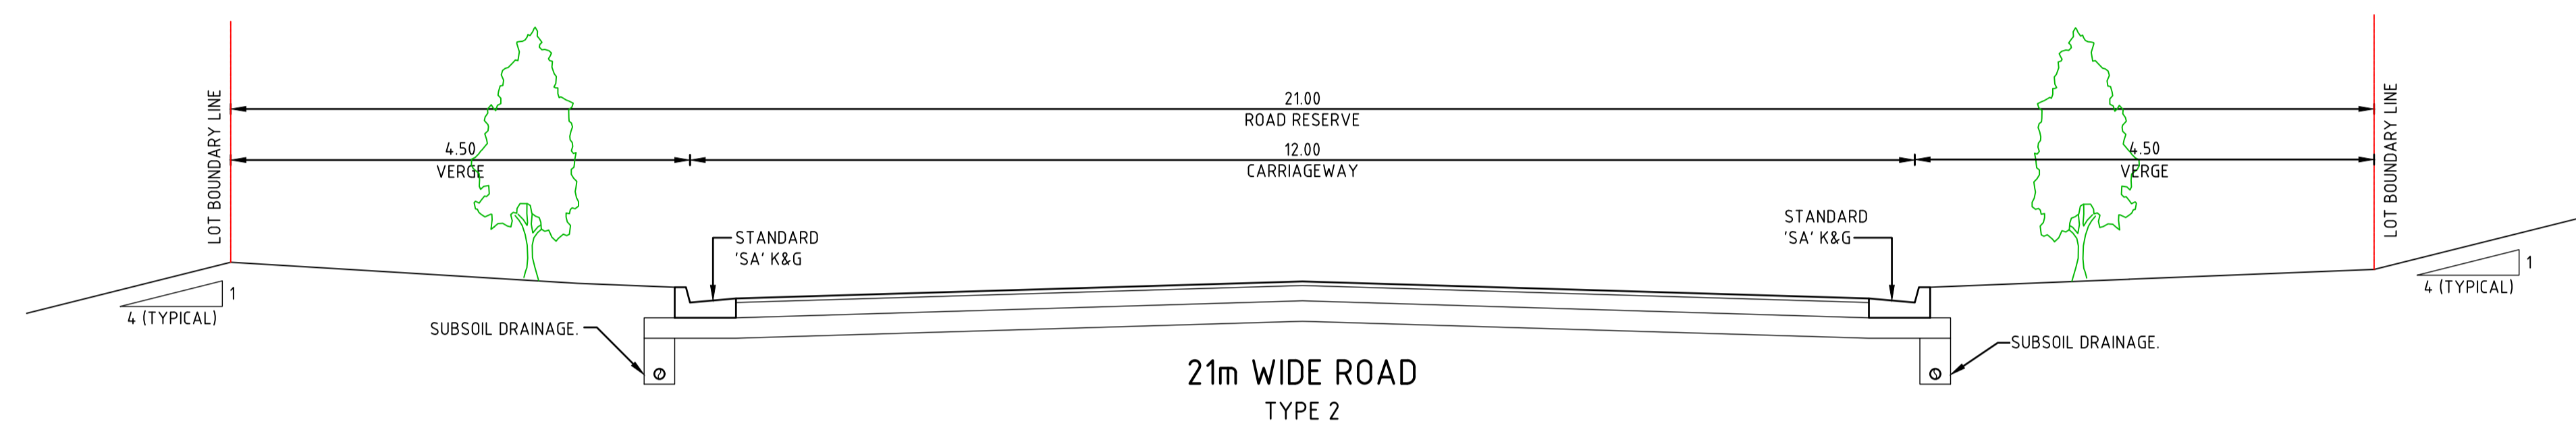 21.00
ROAD RESERVE
4.50
VERGE
12.00
CARRIAGEWAY
4.50
VERGE
LOT BOUNDARY LINE
LOT BOUNDARY LINE
STANDARD
'SA' K&G
STANDARD
'SA' K&G
1
4 (TYPICAL)
1
4 (TYPICAL)
SUBSOIL DRAINAGE.
SUBSOIL DRAINAGE.
21m WIDE ROAD
TYPE 2